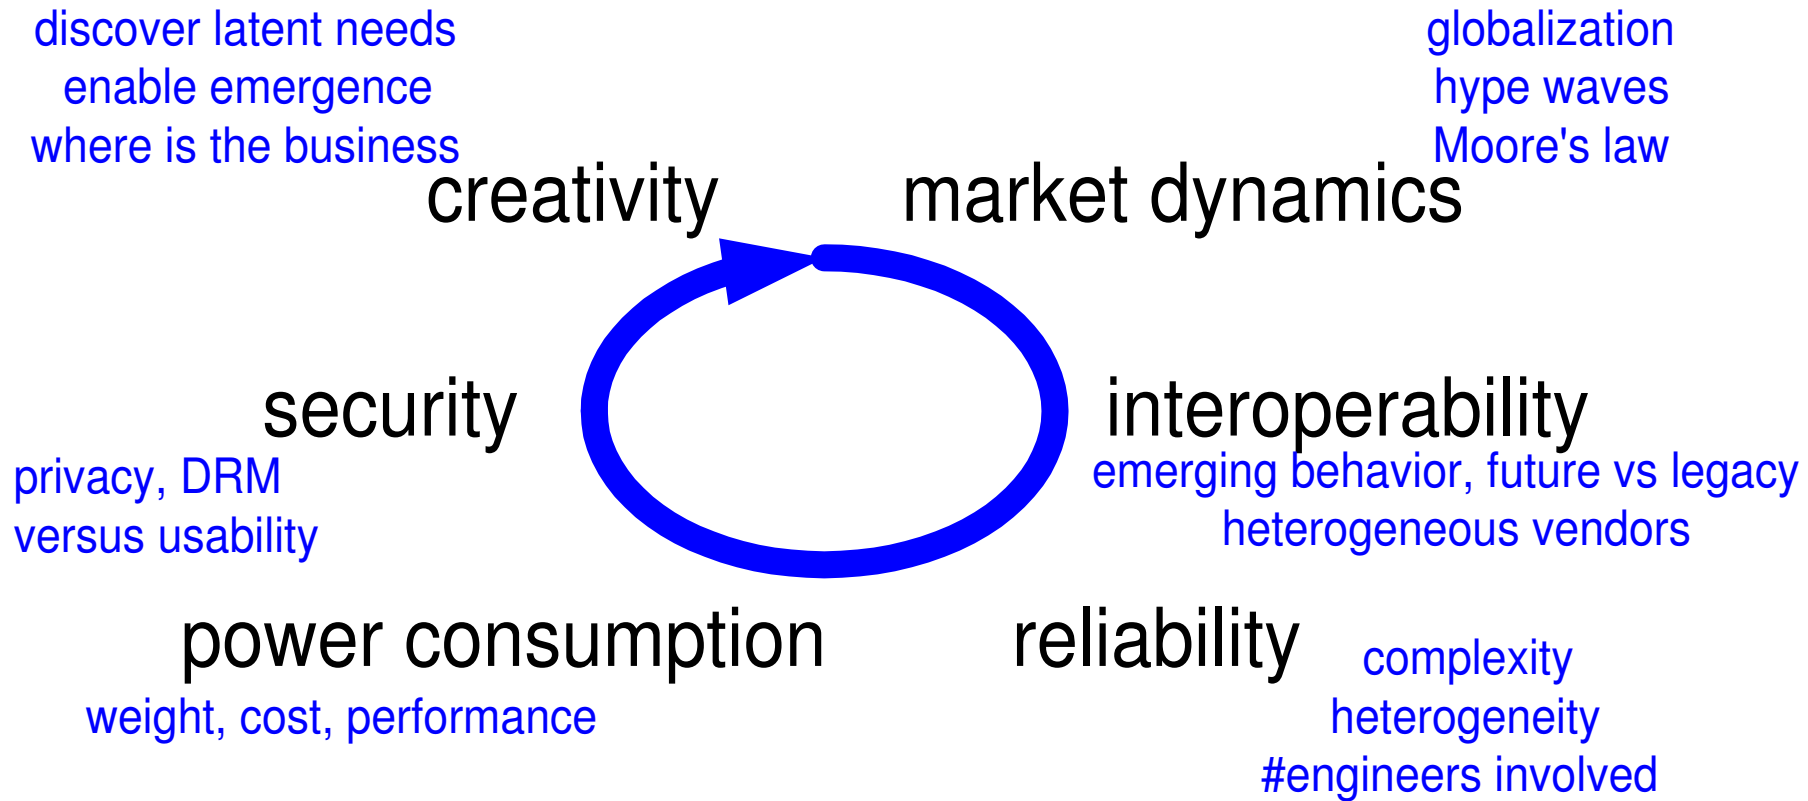 discover latent needs
enable emergence
where is the business
creativity
globalization
hype waves
Moore's law
market dynamics
security
privacy, DRM
versus usability
interoperability
emerging behavior, future vs legacy
heterogeneous vendors
power consumption
weight, cost, performance
reliability
complexity
heterogeneity
#engineers involved